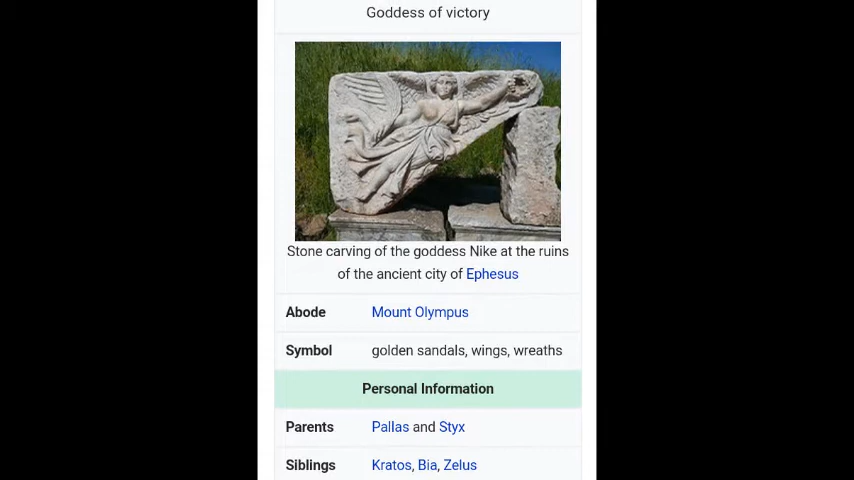 Goddess of victory
Stone carving of the goddess Nike at the ruins
of the ancient city of Ephesus
Abode Mount Olympus
Symbol golden sandals, wings, wreaths
Personal Information
Parents Pallas and Styx
Siblings Kratos, Bia, Zelus